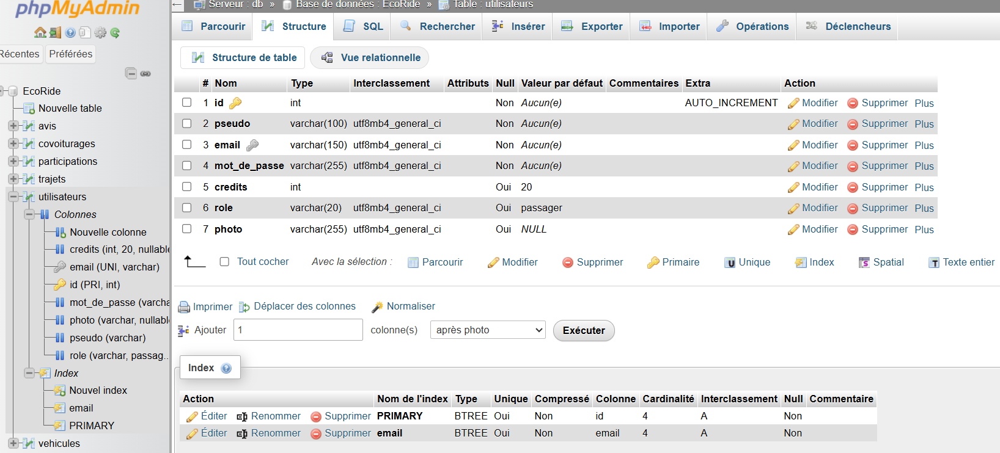 phpMyAdmin
Récentes Préférées
EcoRide
Nouvelle table
avis
covoiturages
participations
trajets
utilisateurs
Colonnes
Nouvelle colonne
credits (int, 20, nullable
email (UNI, varchar)
id (PRI, int)
mot_de_passe (varcha
photo (varchar, nullabl
pseudo (varchar)
role (varchar, passag...
Index
Nouvel index
email
PRIMARY
vehicules
Serveur : db » Base de données : EcoRide » Table : utilisateurs
Parcourir Structure SQL Rechercher Insérer Exporter Importer Opérations Déclencheurs
Structure de table Vue relationnelle
# Nom Type Interclassement Attributs Null Valeur par défaut Commentaires Extra Action
1 id int Non Aucun(e) AUTO_INCREMENT Modifier Supprimer Plus
2 pseudo varchar(100) utf8mb4_general_ci Non Aucun(e) Modifier Supprimer Plus
3 email varchar(150) utf8mb4_general_ci Non Aucun(e) Modifier Supprimer Plus
4 mot_de_passe varchar(255) utf8mb4_general_ci Non Aucun(e) Modifier Supprimer Plus
5 credits int Oui 20 Modifier Supprimer Plus
6 role varchar(20) utf8mb4_general_ci Oui passager Modifier Supprimer Plus
7 photo varchar(255) utf8mb4_general_ci Oui NULL Modifier Supprimer Plus
Tout cocher Avec la sélection : Parcourir Modifier Supprimer Primaire Unique Index Spatial Texte entier
Imprimer Déplacer des colonnes Normaliser
Ajouter 1 colonne(s) après photo Exécuter
Index
Action Nom de l'index Type Unique Compressé Colonne Cardinalité Interclassement Null Commentaire
Éditer Renommer Supprimer PRIMARY BTREE Oui Non id 4 A Non
Éditer Renommer Supprimer email BTREE Oui Non email 4 A Non